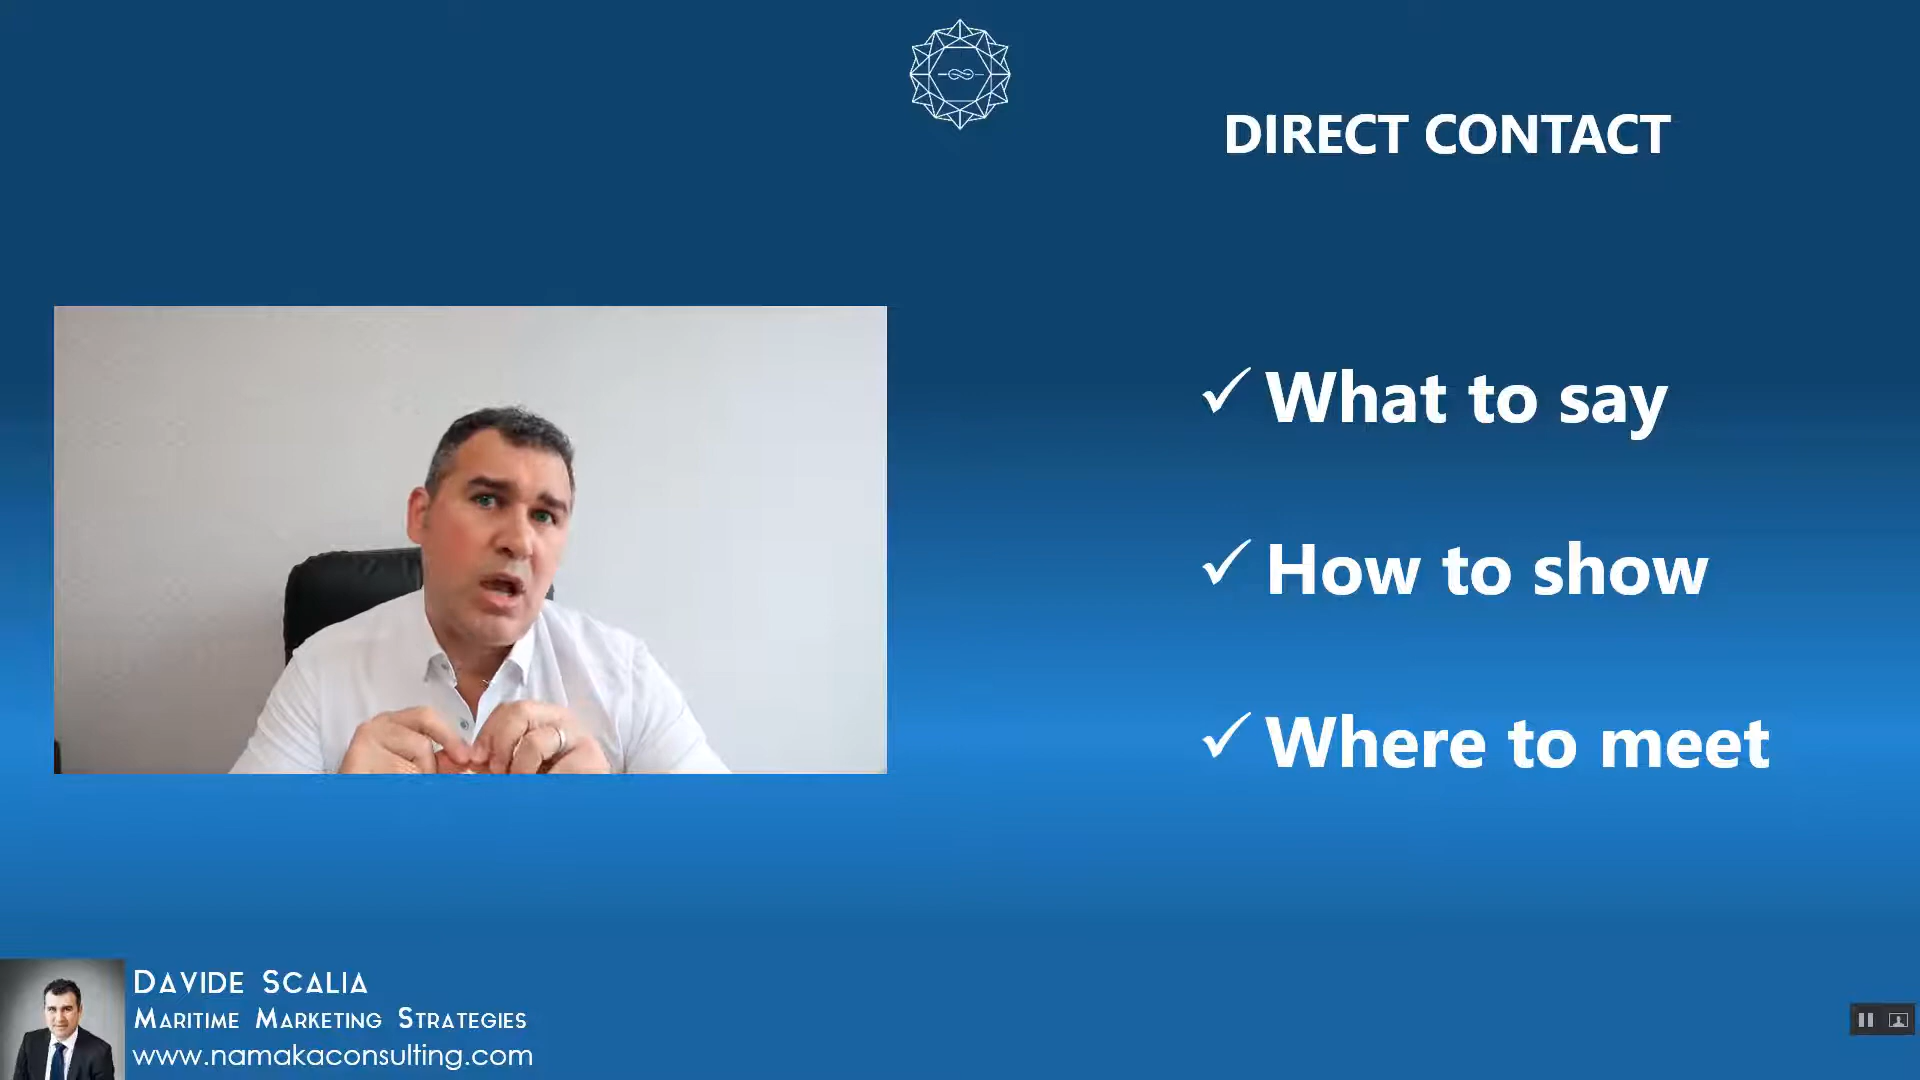 DIRECT CONTACT
✓ What to say
✓ How to show
✓ Where to meet
DAVIDE SCALIA
MARITIME MARKETING STRATEGIES
www.namakaconsulting.com